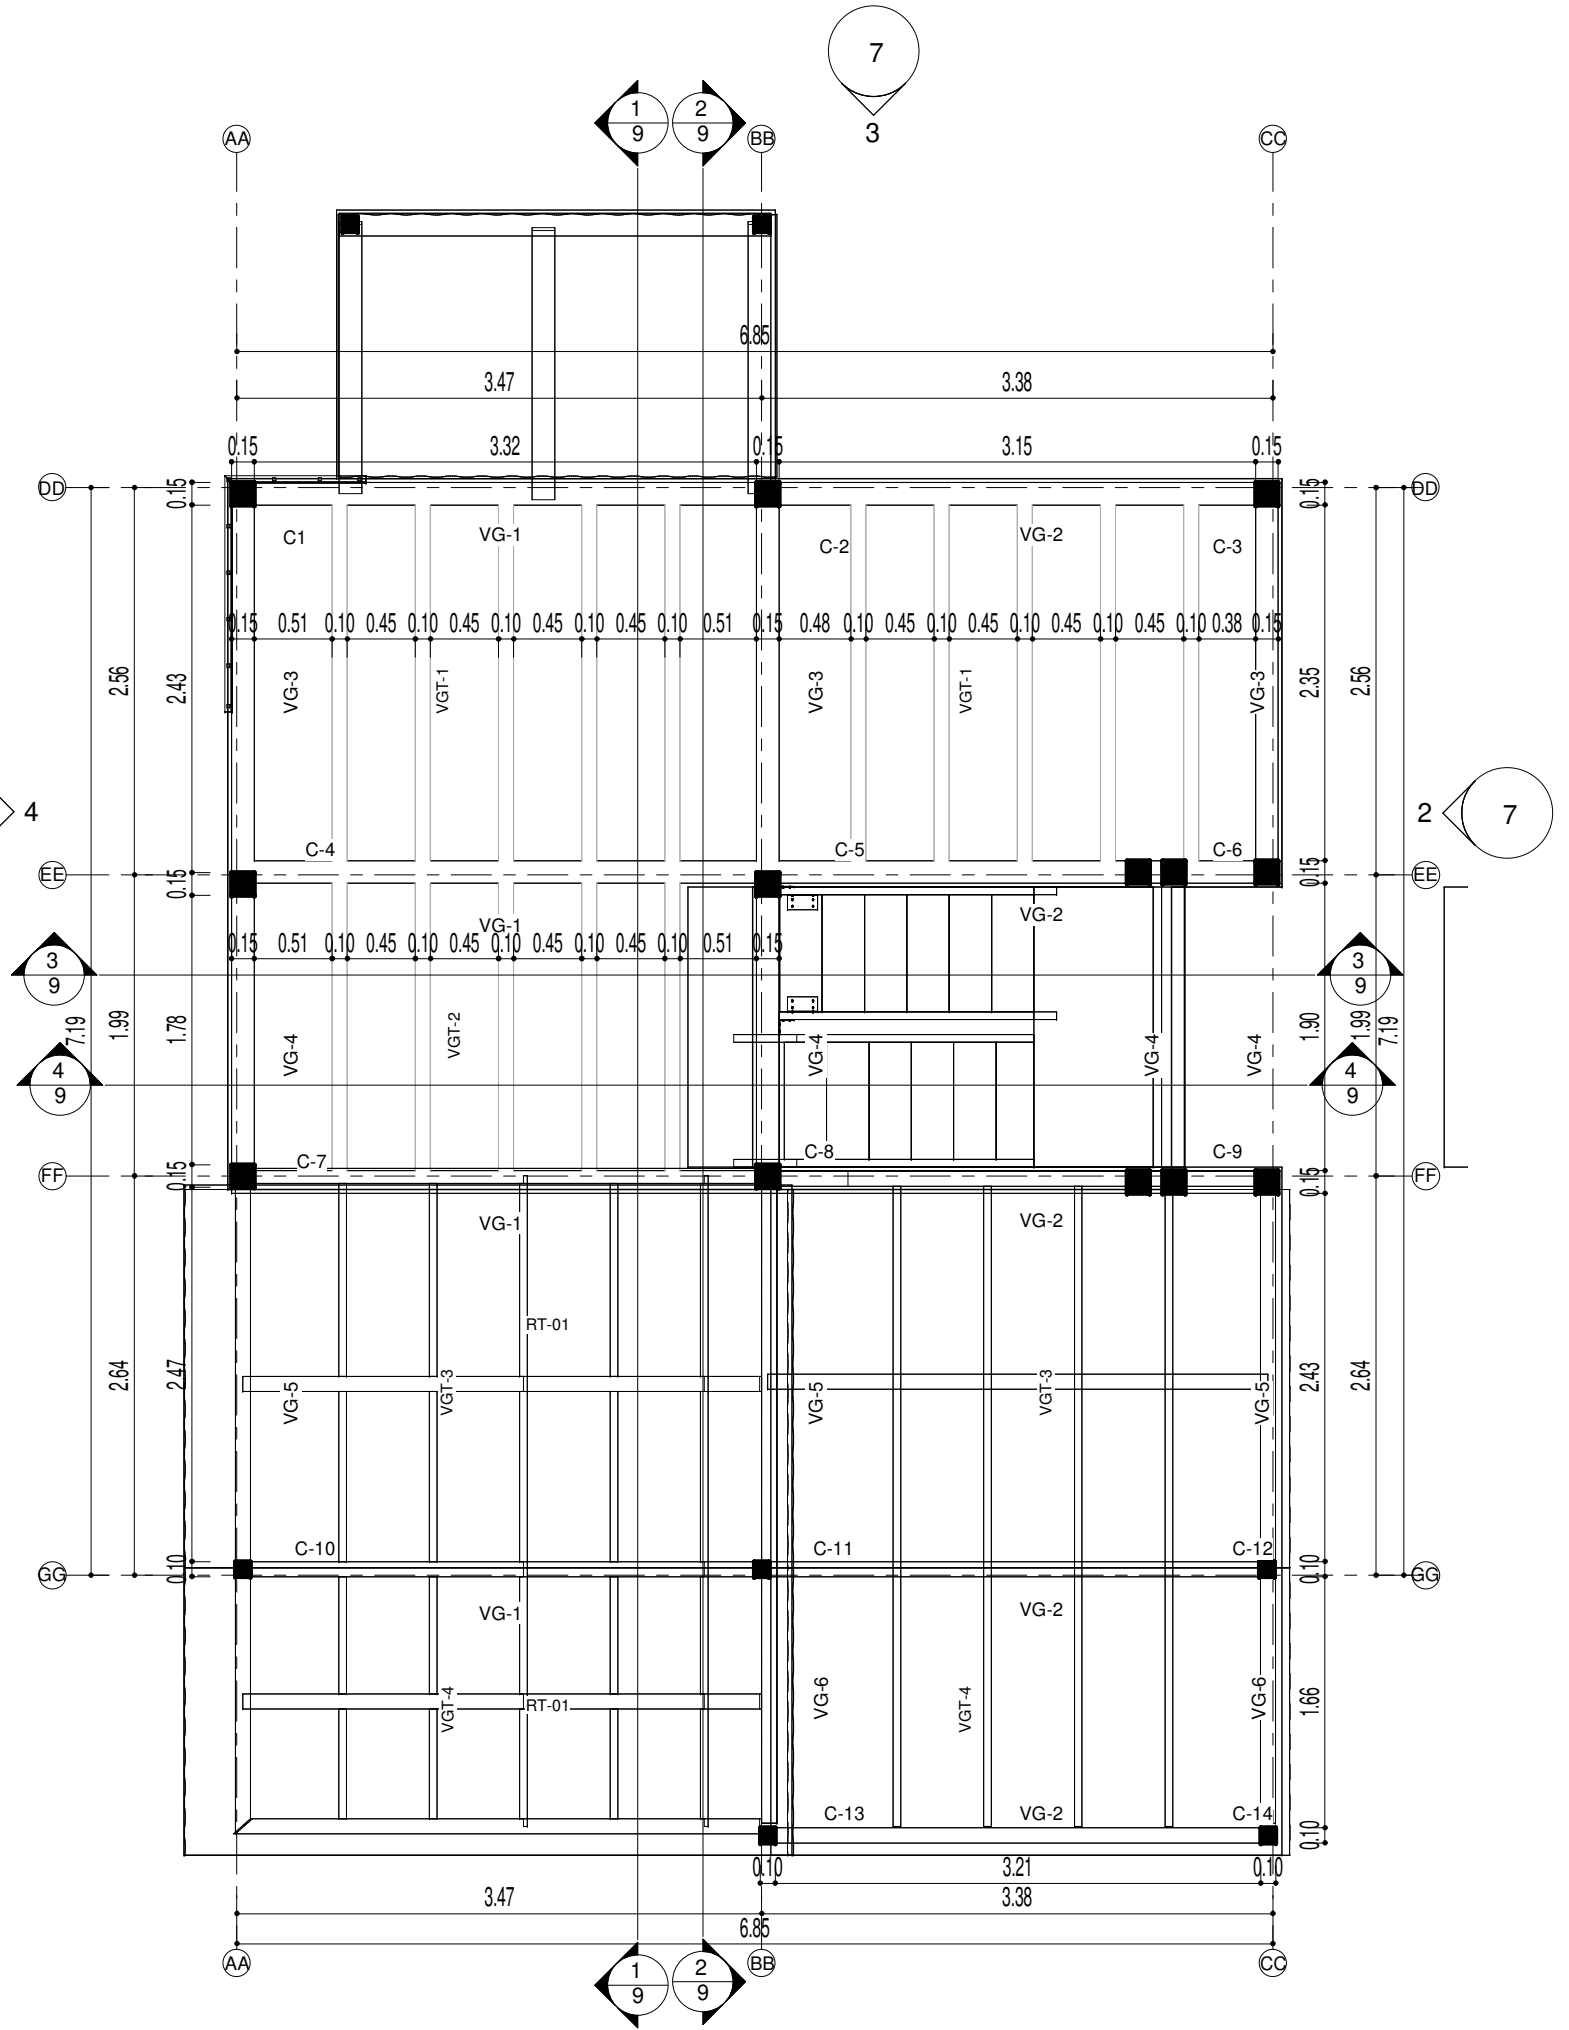 7
3
1 2
9 9
AA BB CC
6.85
3.47 3.38
0.15 3.32 0.15 3.15 0.15
DD 0.15 0.15 DD
C1 VG-1 C-2 VG-2 C-3
0.15 0.51 0.10 0.45 0.10 0.45 0.10 0.45 0.10 0.45 0.10 0.51 0.15 0.48 0.10 0.45 0.10 0.45 0.10 0.45 0.10 0.45 0.10 0.38 0.15
2.56 2.43 VG-3 VGT-1 VG-3 VGT-1 VG-3 2.35 2.56
4 2 7
C-4 C-5 C-6
EE 0.15 0.15 EE
VG-1 VG-2
0.15 0.51 0.10 0.45 0.10 0.45 0.10 0.45 0.10 0.45 0.10 0.51 0.15
3 3
9 9
7.19 1.99 1.78 VG-4 VGT-2 VG-4 VG-4 VG-4 1.90 1.99 7.19
4 4
9 9
C-7 C-8 C-9
FF 0.15 0.15 FF
VG-1 VG-2
RT-01
2.64 2.47 VG-5 VGT-3 VG-5 VGT-3 VG-5 2.43 2.64
C-10 C-11 C-12
GG 0.10 0.10 GG
VG-1 VG-2
VGT-4 RT-01 VG-6 VGT-4 VG-6 1.66
C-13 VG-2 C-14
0.10
0.10 3.21 0.10
3.47 3.38
6.85
AA BB CC
1 2
9 9